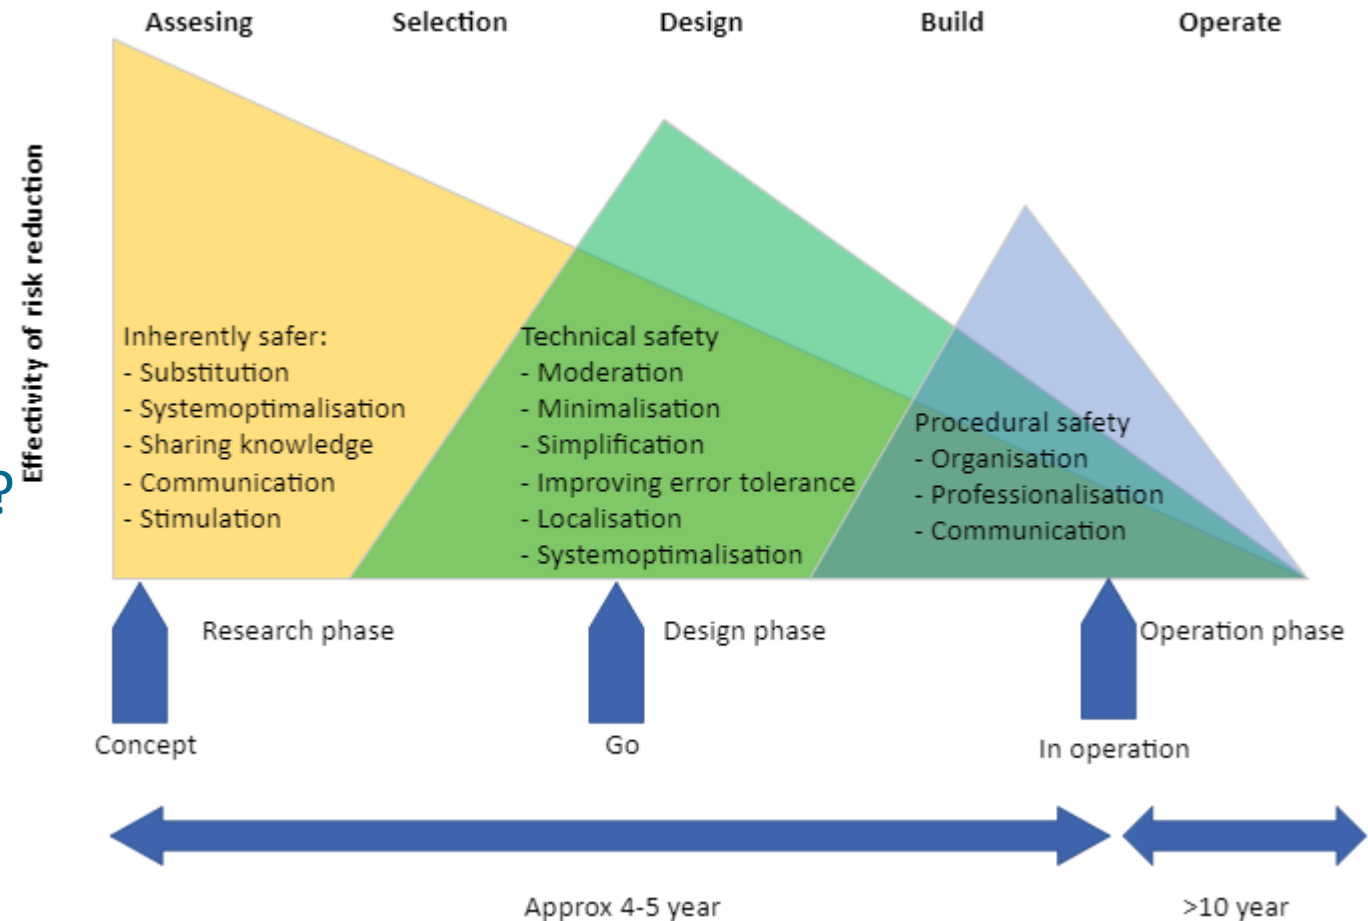 Assesing
Selection
Design
Build
Operate
Effectivity of risk reduction
?
Inherently safer:
- Substitution
- Systemoptimalisation
- Sharing knowledge
- Communication
- Stimulation
Technical safety
- Moderation
- Minimalisation
- Simplification
- Improving error tolerance
- Localisation
- Systemoptimalisation
Procedural safety
- Organisation
- Professionalisation
- Communication
Research phase
Design phase
Operation phase
Concept
Go
In operation
Approx 4-5 year
>10 year